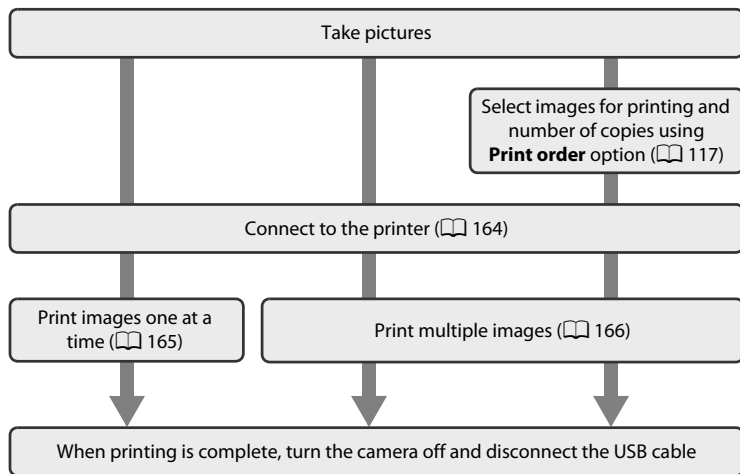 Take pictures
Select images for printing and
number of copies using
Print order option (📖 117)
Connect to the printer (📖 164)
Print images one at a
time (📖 165)
Print multiple images (📖 166)
When printing is complete, turn the camera off and disconnect the USB cable